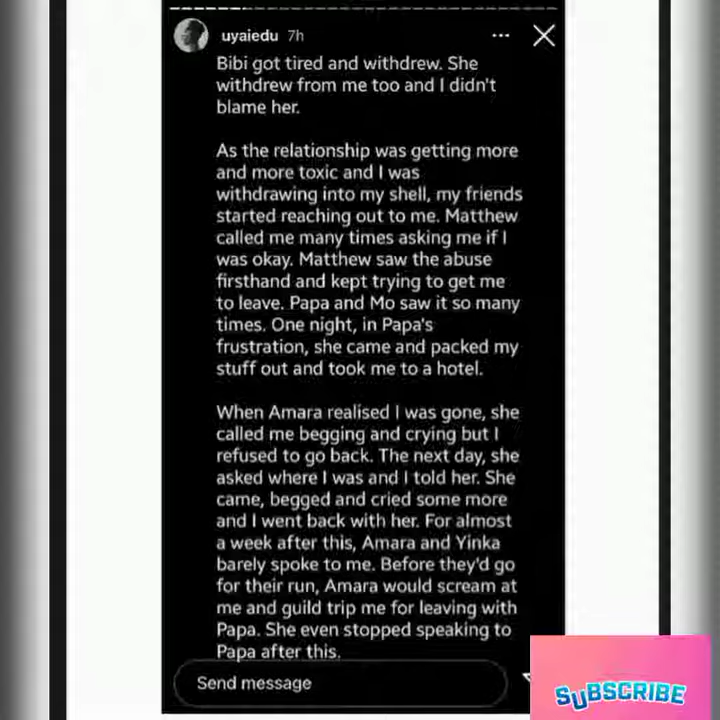 uyaiedu 7h
Bibi got tired and withdrew. She
withdrew from me too and I didn't
blame her.
As the relationship was getting more
and more toxic and I was
withdrawing into my shell, my friends
started reaching out to me. Matthew
called me many times asking me if I
was okay. Matthew saw the abuse
firsthand and kept trying to get me
to leave. Papa and Mo saw it so many
times. One night, in Papa's
frustration, she came and packed my
stuff out and took me to a hotel.
When Amara realised I was gone, she
called me begging and crying but I
refused to go back. The next day, she
asked where I was and I told her. She
came, begged and cried some more
and I went back with her. For almost
a week after this, Amara and Yinka
barely spoke to me. Before they'd go
for their run, Amara would scream at
me and guild trip me for leaving with
Papa. She even stopped speaking to
Papa after this.
Send message
SUBSCRIBE